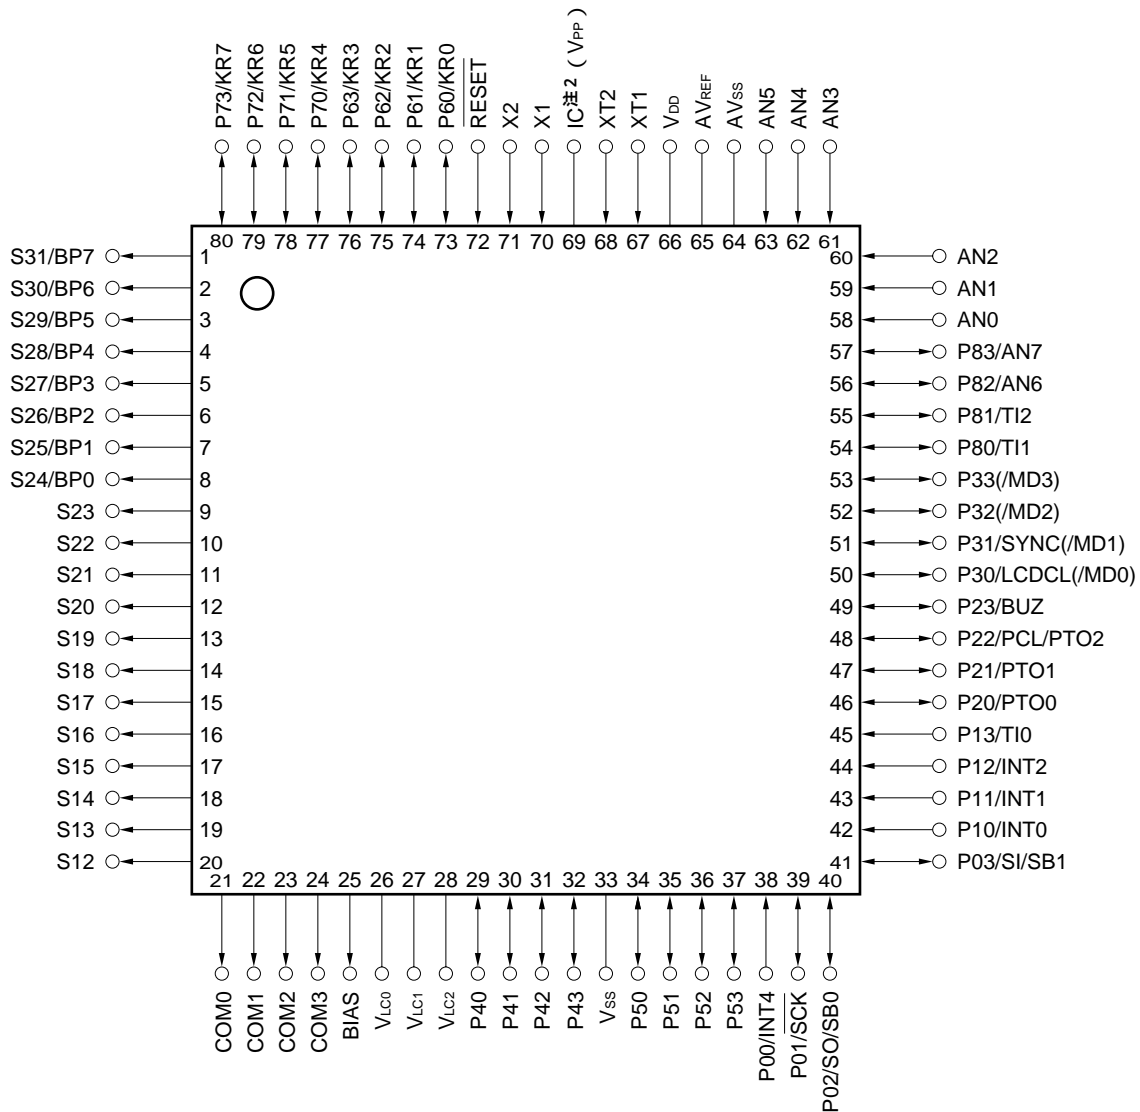 P73/KR7
P72/KR6
P71/KR5
P70/KR4
P63/KR3
P62/KR2
P61/KR1
P60/KR0
RESET
X2
X1
IC注2 (VPP)
XT2
XT1
VDD
AVREF
AVSS
AN5
AN4
AN3
80 79 78 77 76 75 74 73 72 71 70 69 68 67 66 65 64 63 62 61
S31/BP7 1
S30/BP6 2
S29/BP5 3
S28/BP4 4
S27/BP3 5
S26/BP2 6
S25/BP1 7
S24/BP0 8
S23 9
S22 10
S21 11
S20 12
S19 13
S18 14
S17 15
S16 16
S15 17
S14 18
S13 19
S12 20
60 AN2
59 AN1
58 AN0
57 P83/AN7
56 P82/AN6
55 P81/TI2
54 P80/TI1
53 P33(/MD3)
52 P32(/MD2)
51 P31/SYNC(/MD1)
50 P30/LCDCL(/MD0)
49 P23/BUZ
48 P22/PCL/PTO2
47 P21/PTO1
46 P20/PTO0
45 P13/TI0
44 P12/INT2
43 P11/INT1
42 P10/INT0
41 P03/SI/SB1
21 22 23 24 25 26 27 28 29 30 31 32 33 34 35 36 37 38 39 40
COM0
COM1
COM2
COM3
BIAS
VLC0
VLC1
VLC2
P40
P41
P42
P43
VSS
P50
P51
P52
P53
P00/INT4
P01/SCK
P02/SO/SB0